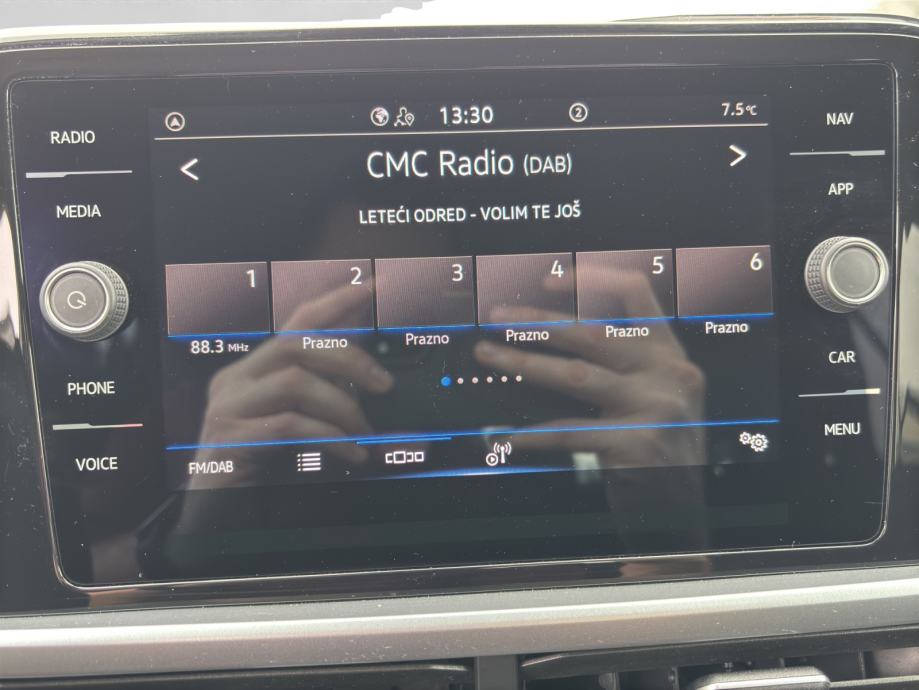 RADIO
MEDIA
PHONE
VOICE
13:30
2
7.5°C
< CMC Radio (DAB) >
LETEĆI ODRED - VOLIM TE JOŠ
1 2 3 4 5 6
88.3 MHz Prazno Prazno Prazno Prazno Prazno
FM/DAB
NAV
APP
CAR
MENU